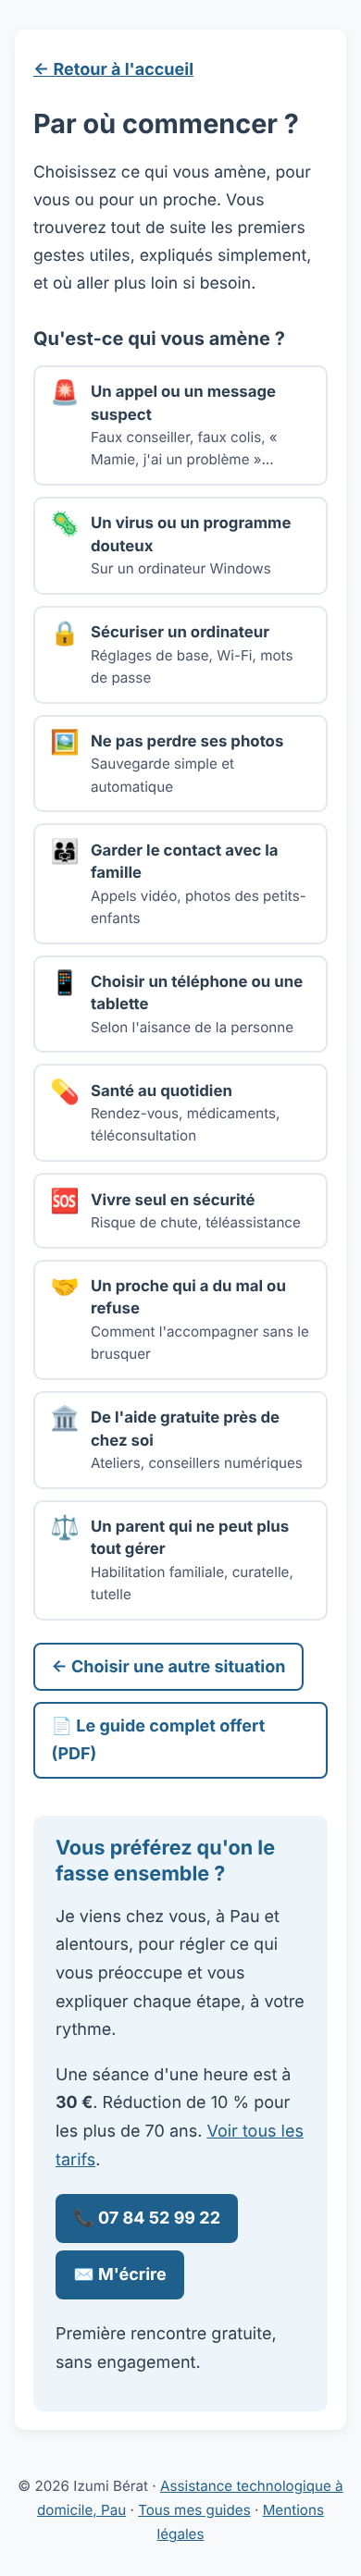 ← Retour à l'accueil
Par où commencer ?
Choisissez ce qui vous amène, pour
vous ou pour un proche. Vous
trouverez tout de suite les premiers
gestes utiles, expliqués simplement,
et où aller plus loin si besoin.
Qu'est-ce qui vous amène ?
🚨 Un appel ou un message
suspect
Faux conseiller, faux colis, «
Mamie, j'ai un problème »…
🦠 Un virus ou un programme
douteux
Sur un ordinateur Windows
🔒 Sécuriser un ordinateur
Réglages de base, Wi-Fi, mots
de passe
🖼️ Ne pas perdre ses photos
Sauvegarde simple et
automatique
👨‍👩‍👧 Garder le contact avec la
famille
Appels vidéo, photos des petits-
enfants
📱 Choisir un téléphone ou une
tablette
Selon l'aisance de la personne
💊 Santé au quotidien
Rendez-vous, médicaments,
téléconsultation
🆘 Vivre seul en sécurité
Risque de chute, téléassistance
🤝 Un proche qui a du mal ou
refuse
Comment l'accompagner sans le
brusquer
🏛️ De l'aide gratuite près de
chez soi
Ateliers, conseillers numériques
⚖️ Un parent qui ne peut plus
tout gérer
Habilitation familiale, curatelle,
tutelle
← Choisir une autre situation
📄 Le guide complet offert
(PDF)
Vous préférez qu'on le
fasse ensemble ?
Je viens chez vous, à Pau et
alentours, pour régler ce qui
vous préoccupe et vous
expliquer chaque étape, à votre
rythme.
Une séance d'une heure est à
30 €. Réduction de 10 % pour
les plus de 70 ans. Voir tous les
tarifs.
📞 07 84 52 99 22
✉️ M'écrire
Première rencontre gratuite,
sans engagement.
© 2026 Izumi Bérat · Assistance technologique à
domicile, Pau · Tous mes guides · Mentions
légales